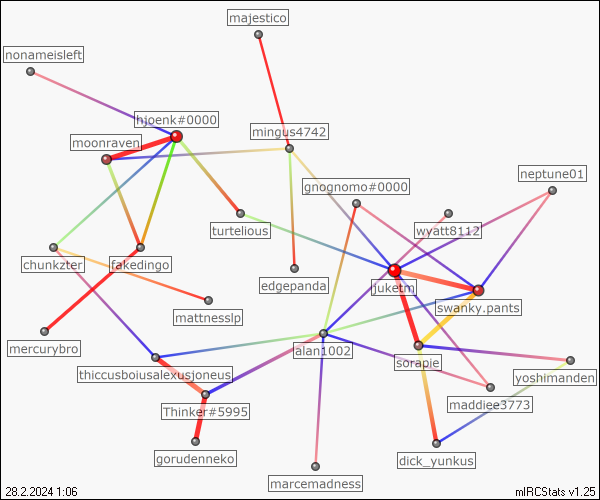 majestico
nonameisleft
hjoenk#0000
mingus4742
moonraven
neptune01
gnognomo#0000
turtelious
wyatt8112
chunkzter
fakedingo
edgepanda
juketm
swanky.pants
mattnesslp
mercurybro
alan1002
sorapie
thiccusboiusalexusjoneus
yoshimanden
Thinker#5995
maddiee3773
gorudenneko
dick_yunkus
marcemadness
28.2.2024 1:06
mIRCStats v1.25